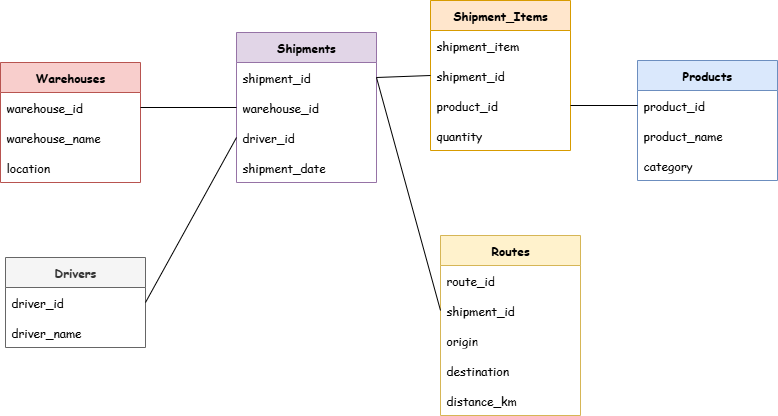 Warehouses
warehouse_id
warehouse_name
location
Shipments
shipment_id
warehouse_id
driver_id
shipment_date
Shipment_Items
shipment_item
shipment_id
product_id
quantity
Products
product_id
product_name
category
Drivers
driver_id
driver_name
Routes
route_id
shipment_id
origin
destination
distance_km